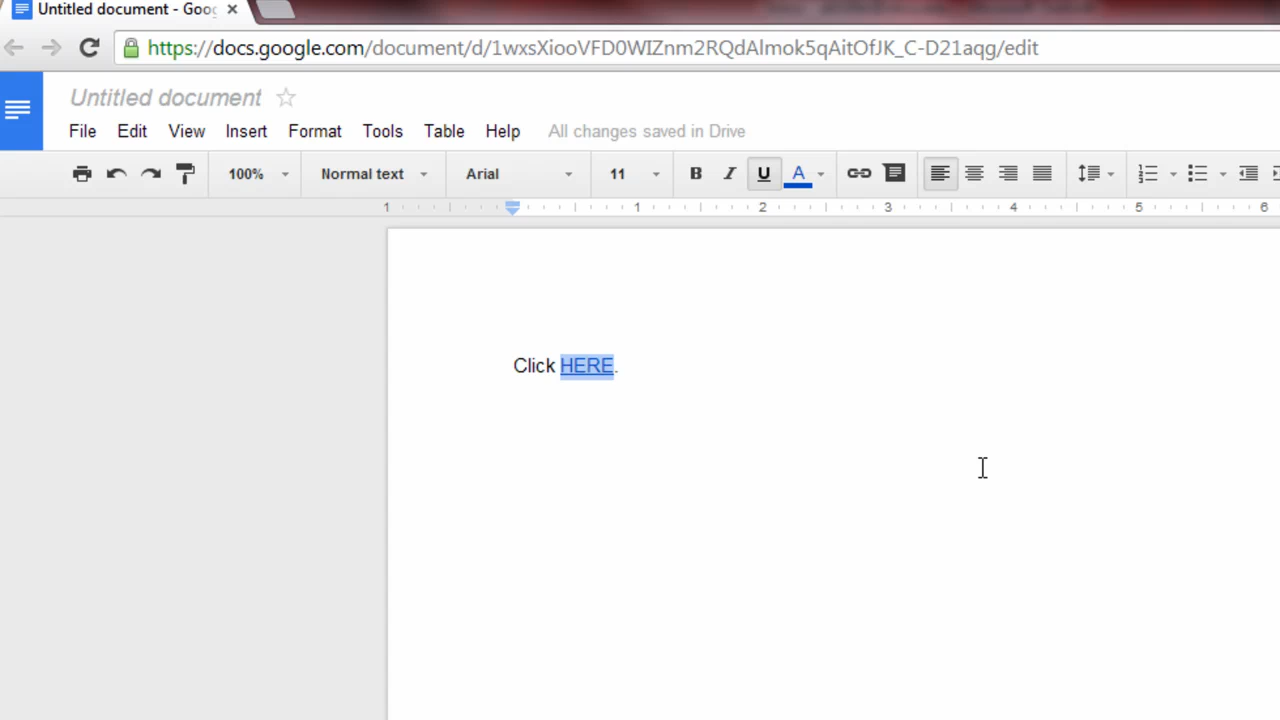 Untitled document - Goo
https://docs.google.com/document/d/1wxsXiooVFD0WIZnm2RQdAlmok5qAitOfJK_C-D21aqg/edit
Untitled document
File Edit View Insert Format Tools Table Help All changes saved in Drive
100% Normal text Arial 11 B I U A
1 1 2 3 4 5 6
Click HERE.